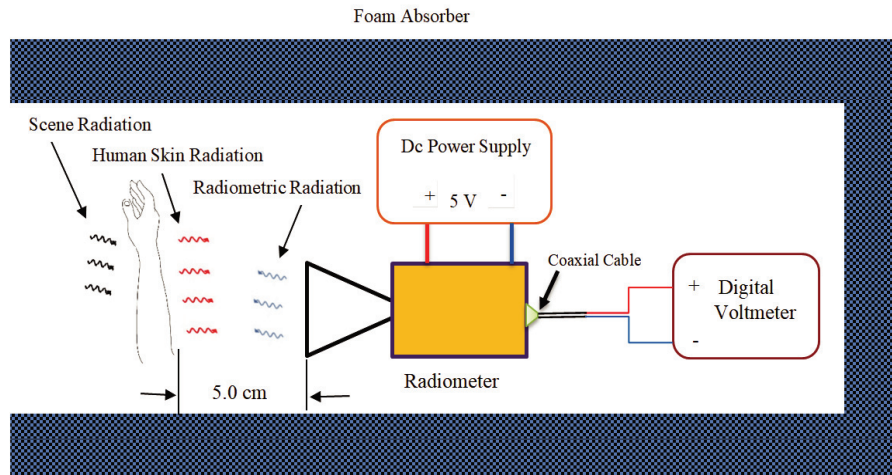 Foam Absorber
Scene Radiation
Human Skin Radiation
Radiometric Radiation
Dc Power Supply
+ 5 V -
Coaxial Cable
+ Digital
Voltmeter
-
Radiometer
5.0 cm